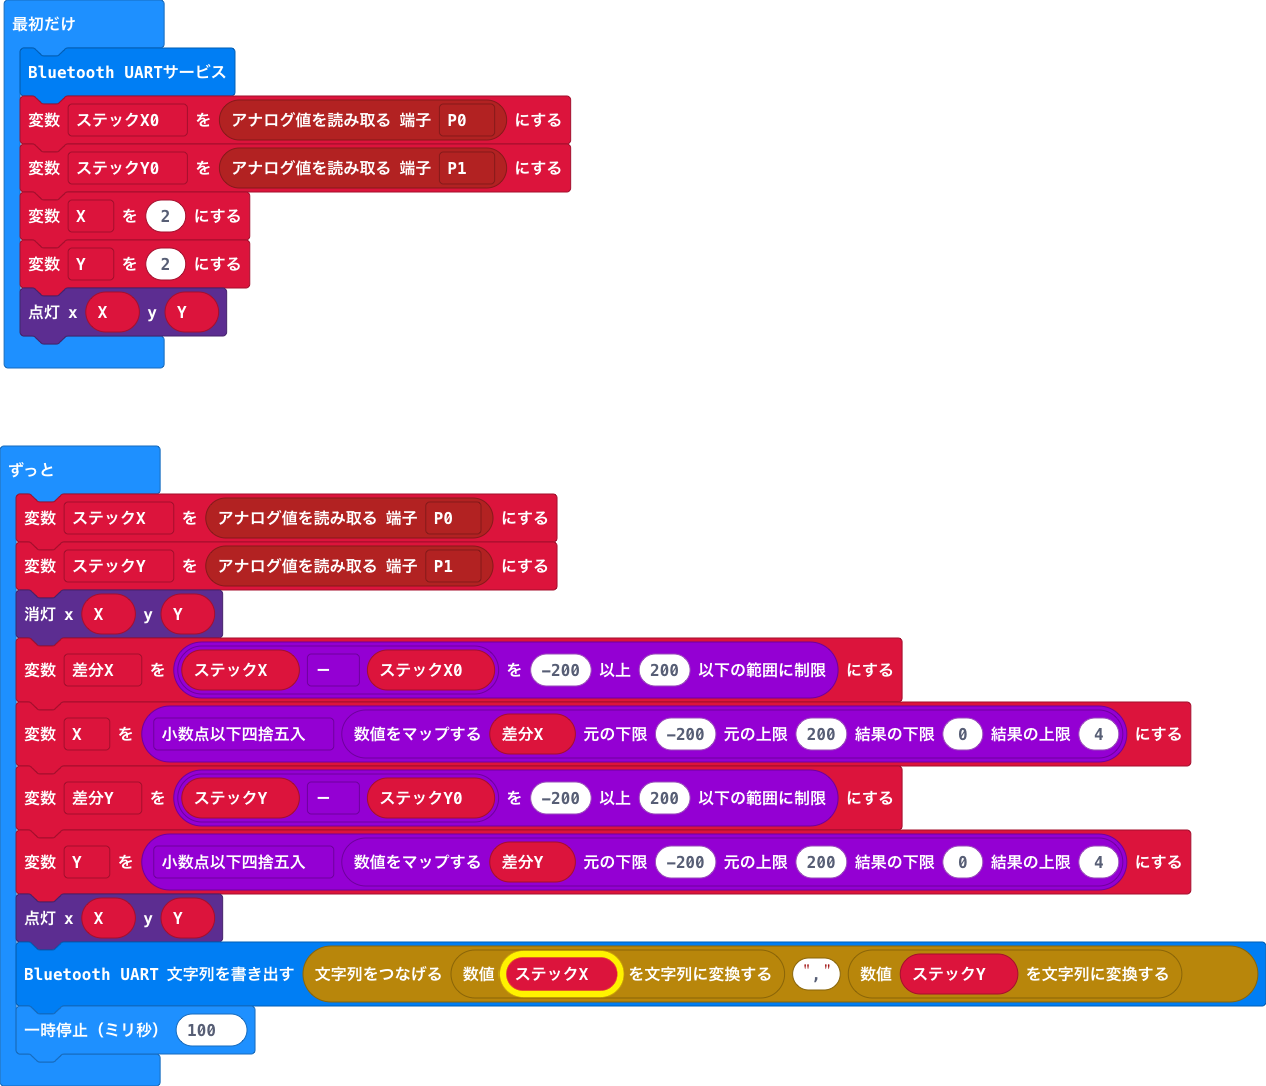 最初だけ
Bluetooth UARTサービス
変数 ステックX0 を アナログ値を読み取る 端子 P0 にする
変数 ステックY0 を アナログ値を読み取る 端子 P1 にする
変数 X を 2 にする
変数 Y を 2 にする
点灯 x X y Y
ずっと
変数 ステックX を アナログ値を読み取る 端子 P0 にする
変数 ステックY を アナログ値を読み取る 端子 P1 にする
消灯 x X y Y
変数 差分X を ステックX － ステックX0 を -200 以上 200 以下の範囲に制限 にする
変数 X を 小数点以下四捨五入 数値をマップする 差分X 元の下限 -200 元の上限 200 結果の下限 0 結果の上限 4 にする
変数 差分Y を ステックY － ステックY0 を -200 以上 200 以下の範囲に制限 にする
変数 Y を 小数点以下四捨五入 数値をマップする 差分Y 元の下限 -200 元の上限 200 結果の下限 0 結果の上限 4 にする
点灯 x X y Y
Bluetooth UART 文字列を書き出す 文字列をつなげる 数値 ステックX を文字列に変換する "," 数値 ステックY を文字列に変換する
一時停止（ミリ秒） 100